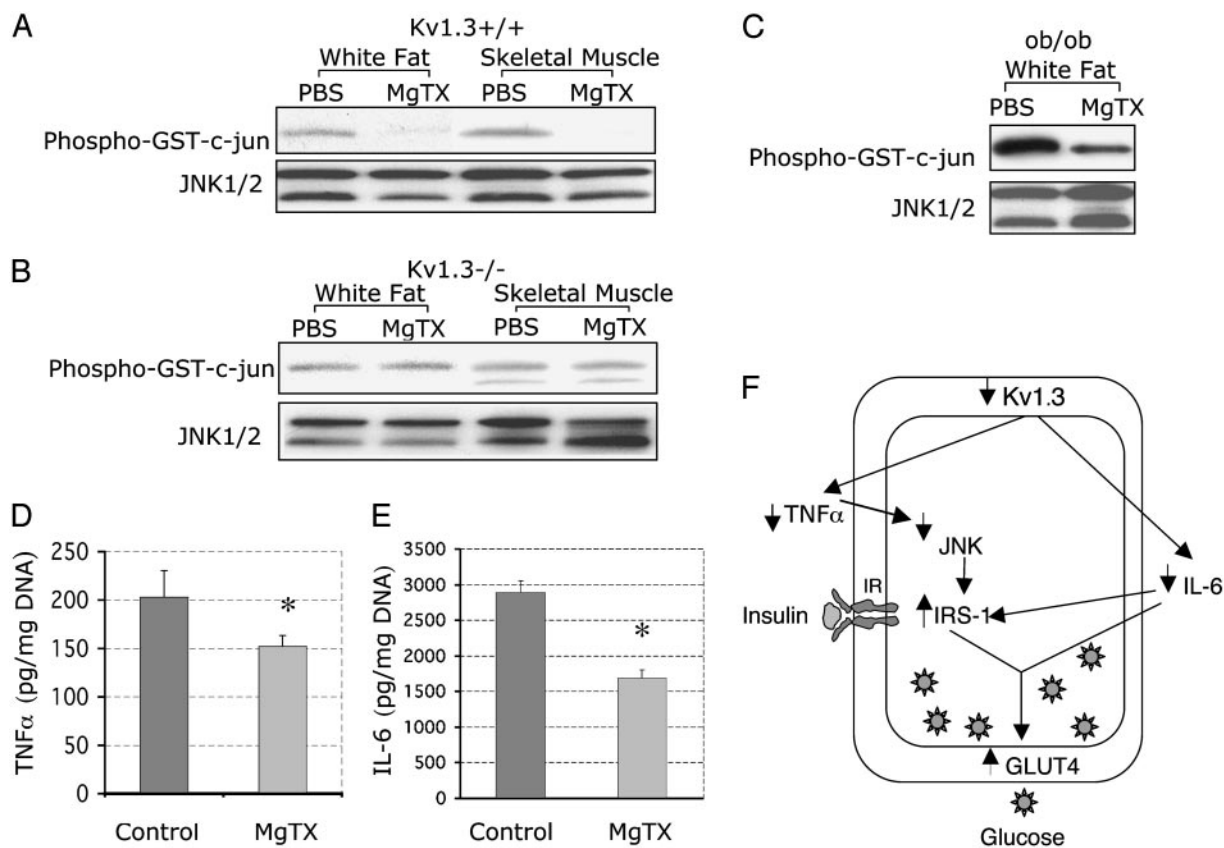 A
Kv1.3+/+
White Fat Skeletal Muscle
PBS MgTX PBS MgTX
Phospho-GST-c-jun
JNK1/2
B
Kv1.3-/-
White Fat Skeletal Muscle
PBS MgTX PBS MgTX
Phospho-GST-c-jun
JNK1/2
C
ob/ob
White Fat
PBS MgTX
Phospho-GST-c-jun
JNK1/2
D
TNFα (pg/mg DNA)
250
200
150
100
50
0
*
Control MgTX
E
IL-6 (pg/mg DNA)
3500
3000
2500
2000
1500
1000
500
0
*
Control MgTX
F
Kv1.3
TNFα
JNK
IL-6
IR
Insulin
IRS-1
GLUT4
Glucose